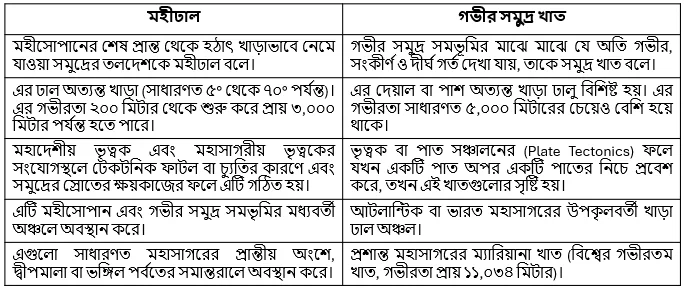 মহীঢাল
গভীর সমুদ্র খাত
মহীসোপানের শেষ প্রান্ত থেকে হঠাৎ খাড়াভাবে নেমে
যাওয়া সমুদ্রের তলদেশকে মহীঢাল বলে।
গভীর সমুদ্র সমভূমির মাঝে মাঝে যে অতি গভীর,
সংকীর্ণ ও দীর্ঘ গর্ত দেখা যায়, তাকে সমুদ্র খাত বলে।
এর ঢাল অত্যন্ত খাড়া (সাধারণত ৫° থেকে ৭০° পর্যন্ত)।
এর গভীরতা ২০০ মিটার থেকে শুরু করে প্রায় ৩,০০০
মিটার পর্যন্ত হতে পারে।
এর দেয়াল বা পাশ অত্যন্ত খাড়া ঢালু বিশিষ্ট হয়। এর
গভীরতা সাধারণত ৫,০০০ মিটারের চেয়েও বেশি হয়ে
থাকে।
মহাদেশীয় ভূত্বক এবং মহাসাগরীয় ভূত্বকের
সংযোগস্থলে টেকটনিক ফাটল বা চ্যুতির কারণে এবং
সমুদ্রের স্রোতের ক্ষয়কাজের ফলে এটি গঠিত হয়।
ভূত্বক বা পাত সঞ্চালনের (Plate Tectonics) ফলে
যখন একটি পাত অপর একটি পাতের নিচে প্রবেশ
করে, তখন এই খাতগুলোর সৃষ্টি হয়।
এটি মহীসোপান এবং গভীর সমুদ্র সমভূমির মধ্যবর্তী
অঞ্চলে অবস্থান করে।
আটলান্টিক বা ভারত মহাসাগরের উপকূলবর্তী খাড়া
ঢাল অঞ্চল।
এগুলো সাধারণত মহাসাগরের প্রান্তীয় অংশে,
দ্বীপমালা বা ভঙ্গিল পর্বতের সমান্তরালে অবস্থান করে।
প্রশান্ত মহাসাগরের ম্যারিয়ানা খাত (বিশ্বের গভীরতম
খাত, গভীরতা প্রায় ১১,০৩৪ মিটার)।